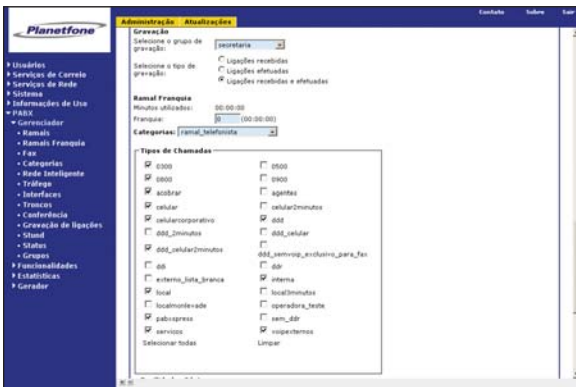 Contato Sobre Sair
Planetfone
Administração Atualizações
Usuários
Serviços de Correio
Serviços de Rede
Sistema
Informações de Uso
PABX
Gerenciador
Ramais
Ramais Franquia
Fax
Categorias
Rede Inteligente
Tráfego
Interfaces
Troncos
Conferência
Gravação de ligações
Stund
Status
Grupos
Funcionalidades
Estatísticas
Gerador
Gravação
Selecione o grupo de gravação:
secretaria
Selecione o tipo de gravação:
Ligações recebidas
Ligações efetuadas
Ligações recebidas e efetuadas
Ramal Franquia
Minutos utilizados: 00:00:00
Franquia: 0 (00:00:00)
Categorias: ramal_telefonista
Tipos de Chamadas
0300 0500
0800 0900
acobrar agentes
celular celular2minutos
celularcorporativo ddd
ddd_2minutos ddd_celular
ddd_celular2minutos ddd_semvoip_exclusivo_para_fax
ddi ddr
externo_lista_branca interna
local local3minutos
localmonlevade operadora_teste
pabxspress sem_ddr
servicos voipexternos
Selecionar todas Limpar